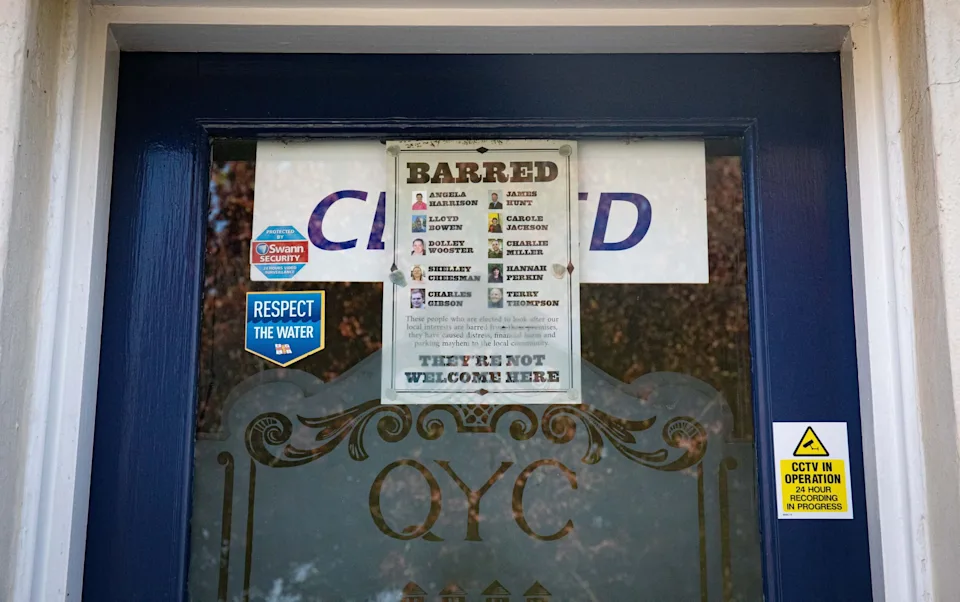 CL
ED
BARRED
ANGELA
HARRISON
JAMES
HUNT
LLOYD
BOWEN
CAROLE
JACKSON
DOLLEY
WOOSTER
CHARLIE
MILLER
SHELLEY
CHEESMAN
HANNAH
PERKIN
CHARLES
GIBSON
TERRY
THOMPSON
These people who are elected to look after our
local interests are barred from these premises,
they have caused distress, financial harm and
parking mayhem to the local community.
THEY'RE NOT
WELCOME HERE
PROTECTED
BY
Swann
SECURITY
RESPECT
THE WATER
QYC
CCTV IN
OPERATION
24 HOUR
RECORDING
IN PROGRESS